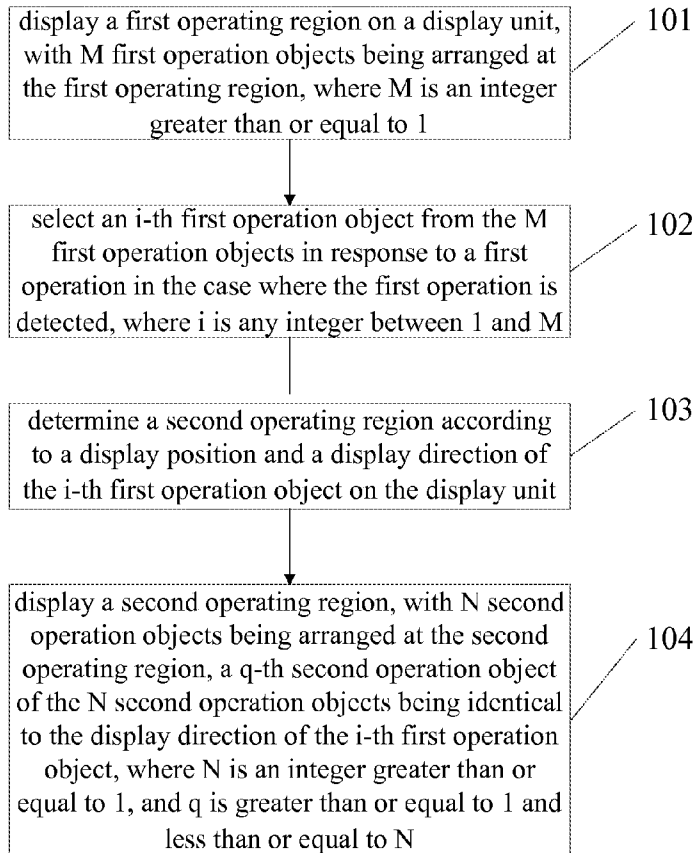 display a first operating region on a display unit,
with M first operation objects being arranged at
the first operating region, where M is an integer
greater than or equal to 1
101
select an i-th first operation object from the M
first operation objects in response to a first
operation in the case where the first operation is
detected, where i is any integer between 1 and M
102
determine a second operating region according
to a display position and a display direction of
the i-th first operation object on the display unit
103
display a second operating region, with N second
operation objects being arranged at the second
operating region, a q-th second operation object
of the N second operation objects being identical
to the display direction of the i-th first operation
object, where N is an integer greater than or
equal to 1, and q is greater than or equal to 1 and
less than or equal to N
104